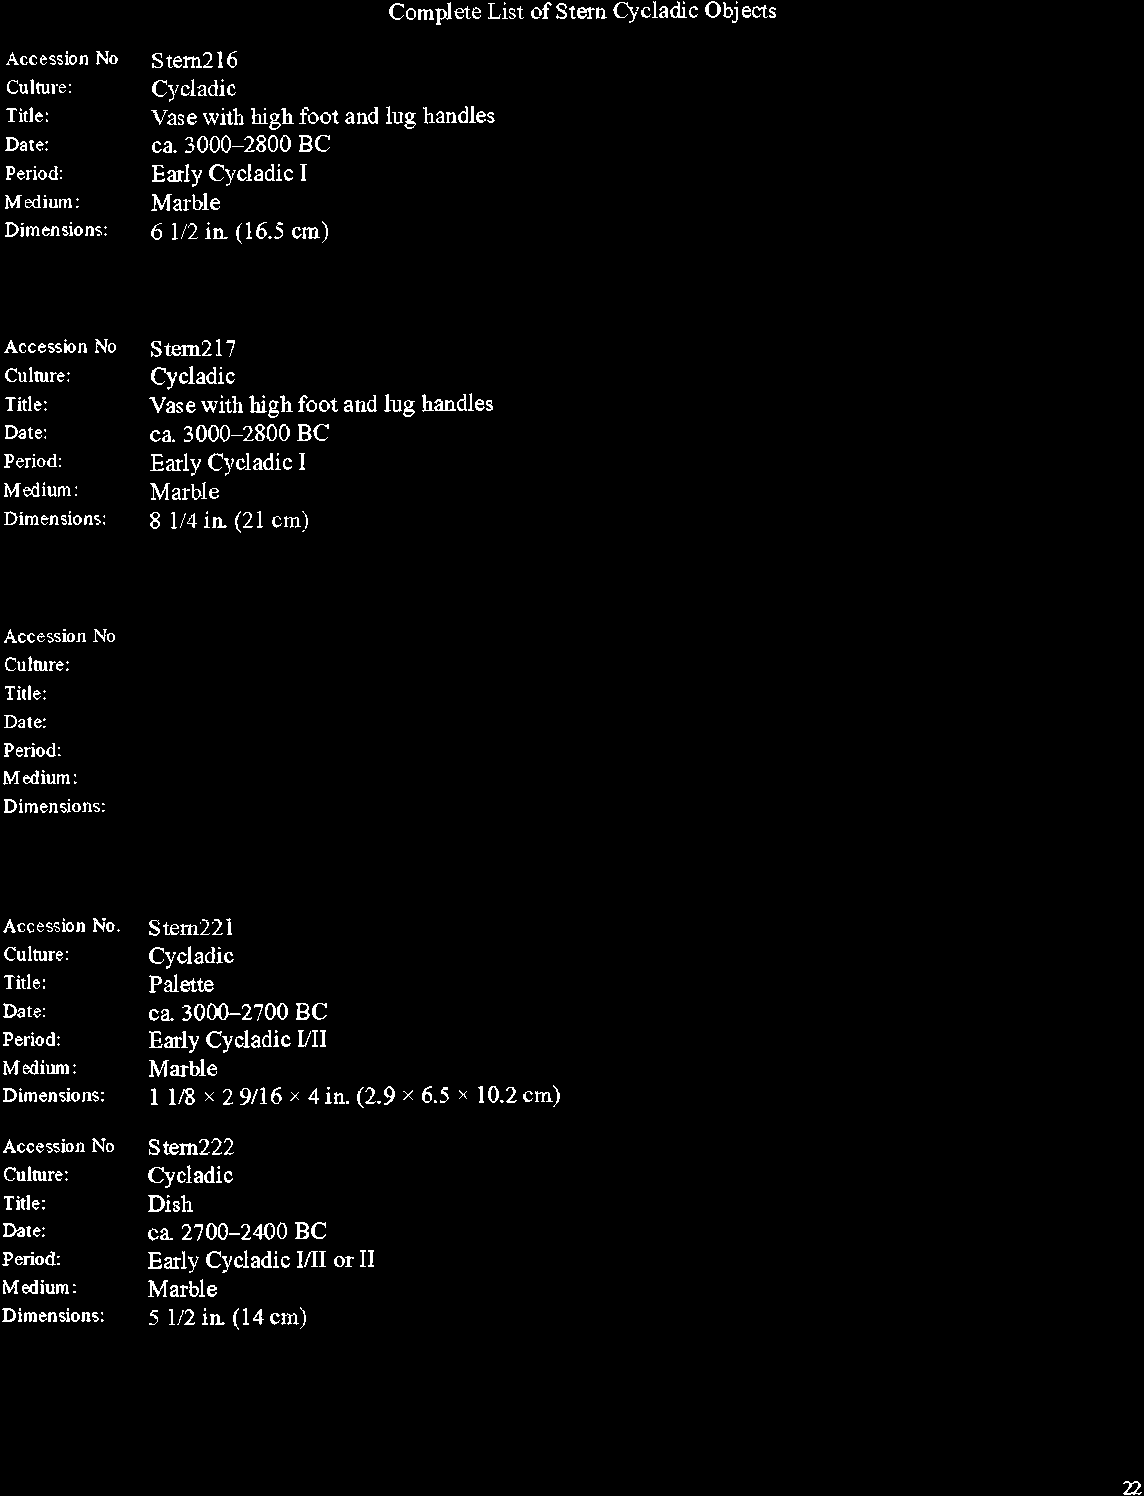 Complete List of Stern Cycladic Objects
Accession No Stern216
Culture: Cycladic
Title: Vase with high foot and lug handles
Date: ca. 3000–2800 BC
Period: Early Cycladic I
Medium: Marble
Dimensions: 6 1/2 in. (16.5 cm)
Accession No Stern217
Culture: Cycladic
Title: Vase with high foot and lug handles
Date: ca. 3000–2800 BC
Period: Early Cycladic I
Medium: Marble
Dimensions: 8 1/4 in. (21 cm)
Accession No
Culture:
Title:
Date:
Period:
Medium:
Dimensions:
Accession No. Stern221
Culture: Cycladic
Title: Palette
Date: ca. 3000–2700 BC
Period: Early Cycladic I/II
Medium: Marble
Dimensions: 1 1/8 × 2 9/16 × 4 in. (2.9 × 6.5 × 10.2 cm)
Accession No Stern222
Culture: Cycladic
Title: Dish
Date: ca. 2700–2400 BC
Period: Early Cycladic I/II or II
Medium: Marble
Dimensions: 5 1/2 in. (14 cm)
22